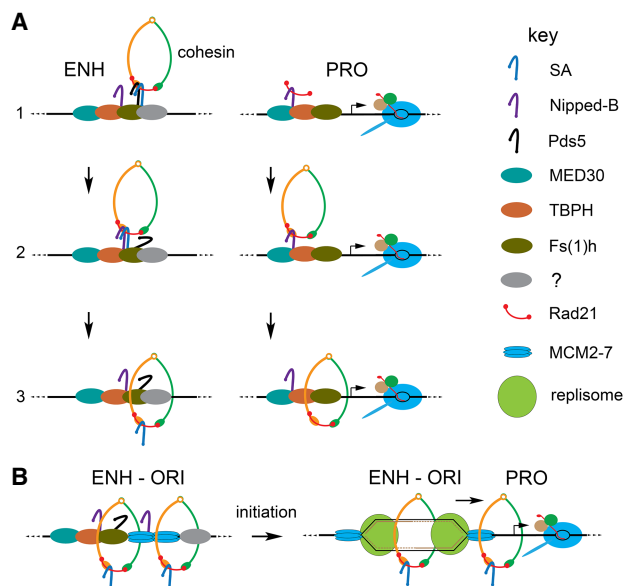 A
ENH
cohesin
PRO
1
2
3
key
SA
Nipped-B
Pds5
MED30
TBPH
Fs(1)h
?
Rad21
MCM2-7
replisome
B
ENH - ORI
initiation
ENH - ORI
PRO